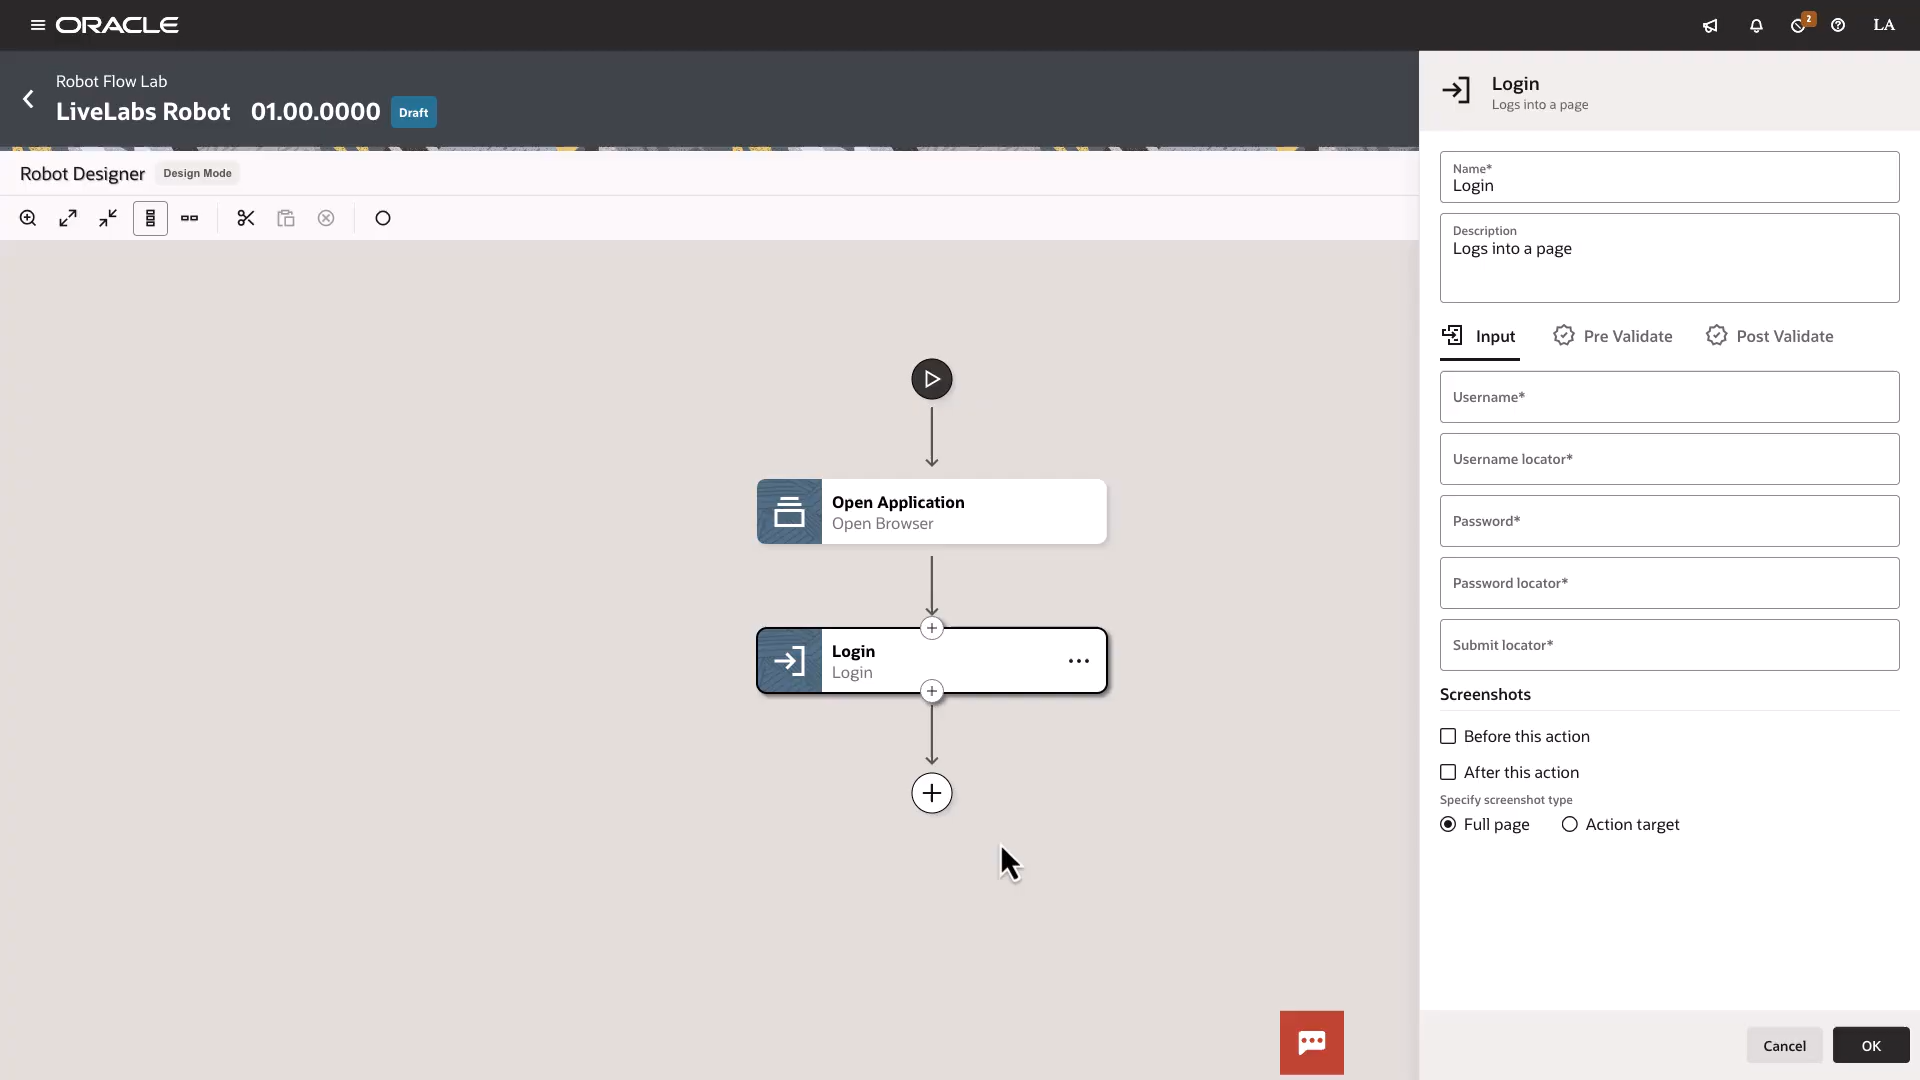 ORACLE
2
LA
Robot Flow Lab
LiveLabs Robot 01.00.0000 Draft
Robot Designer Design Mode
Open Application
Open Browser
Login
Login
Login
Logs into a page
Name*
Login
Description
Logs into a page
Input Pre Validate Post Validate
Username*
Username locator*
Password*
Password locator*
Submit locator*
Screenshots
Before this action
After this action
Specify screenshot type
Full page Action target
Cancel OK